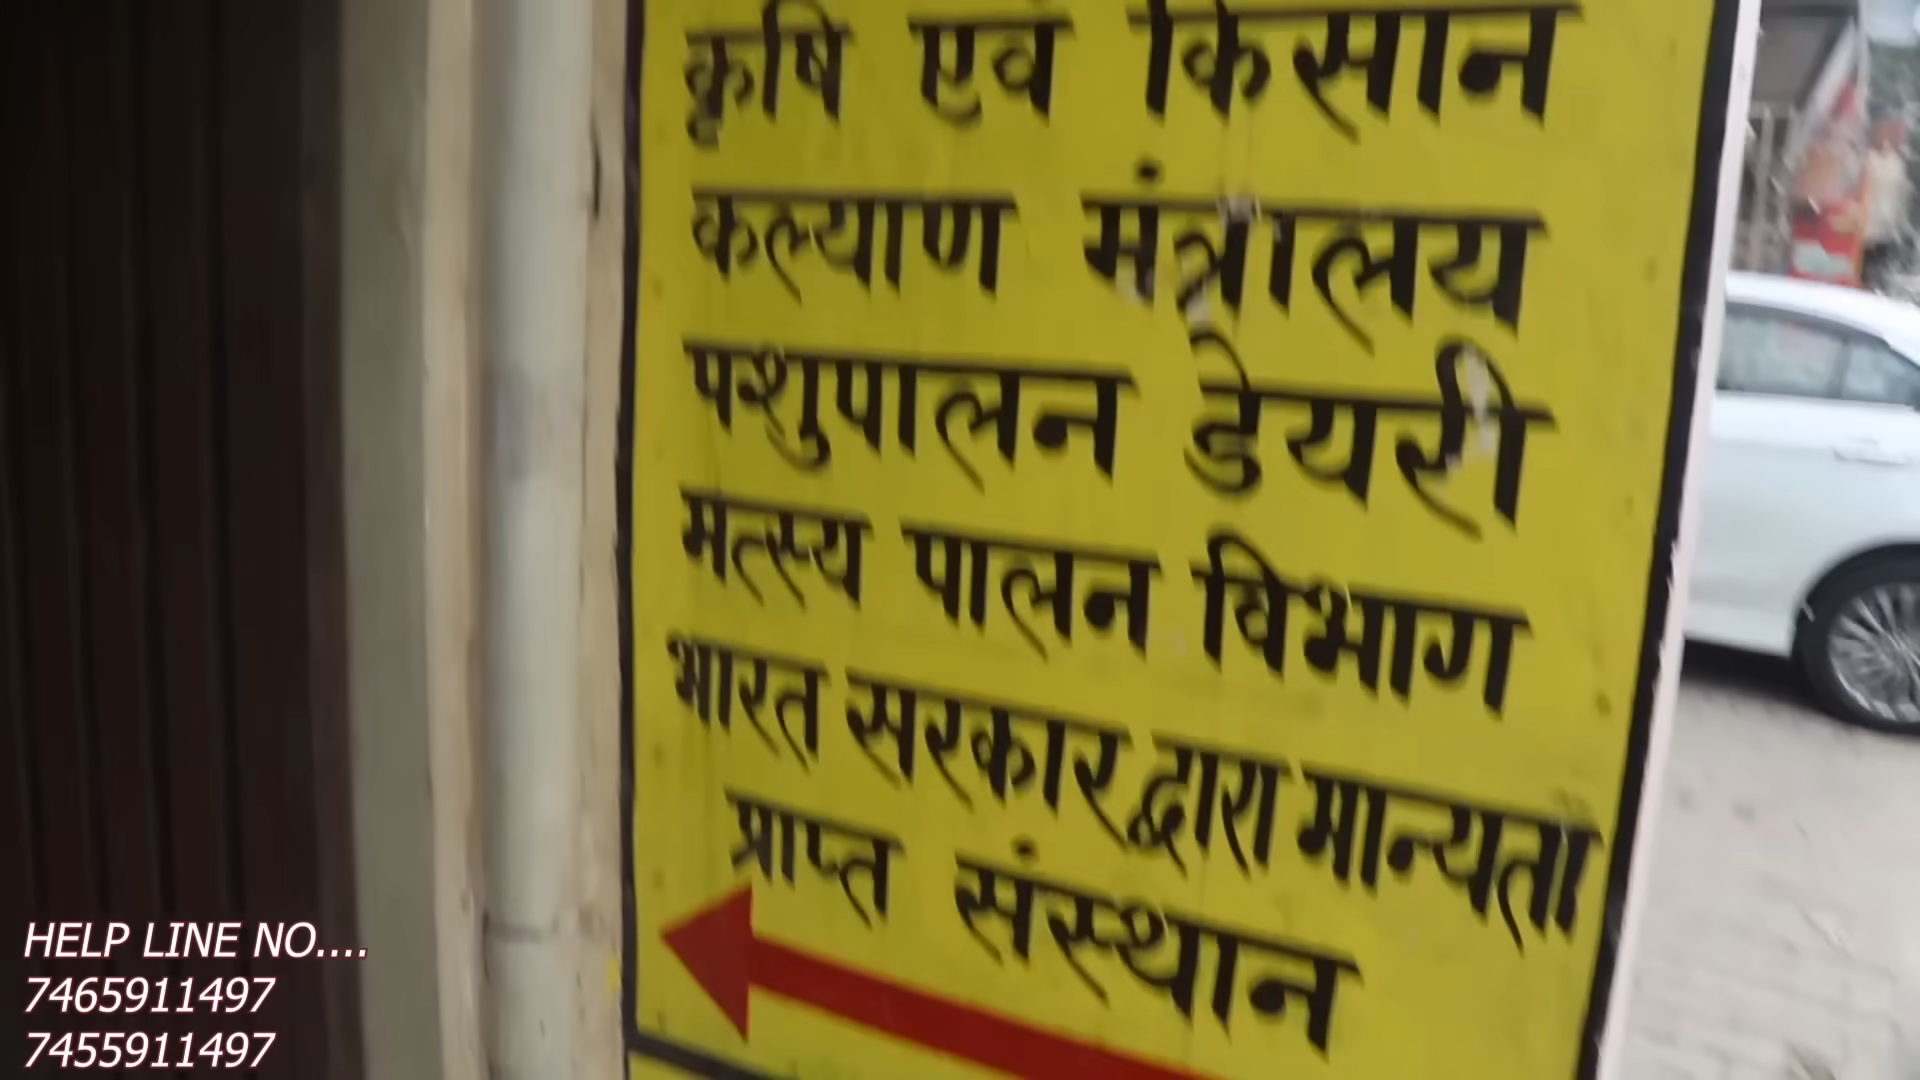 कृषि एवं किसान
कल्याण मंत्रालय
पशुपालन डेयरी
मत्स्य पालन विभाग
भारत सरकार द्वारा मान्यता
प्राप्त संस्थान
HELP LINE NO....
7465911497
7455911497